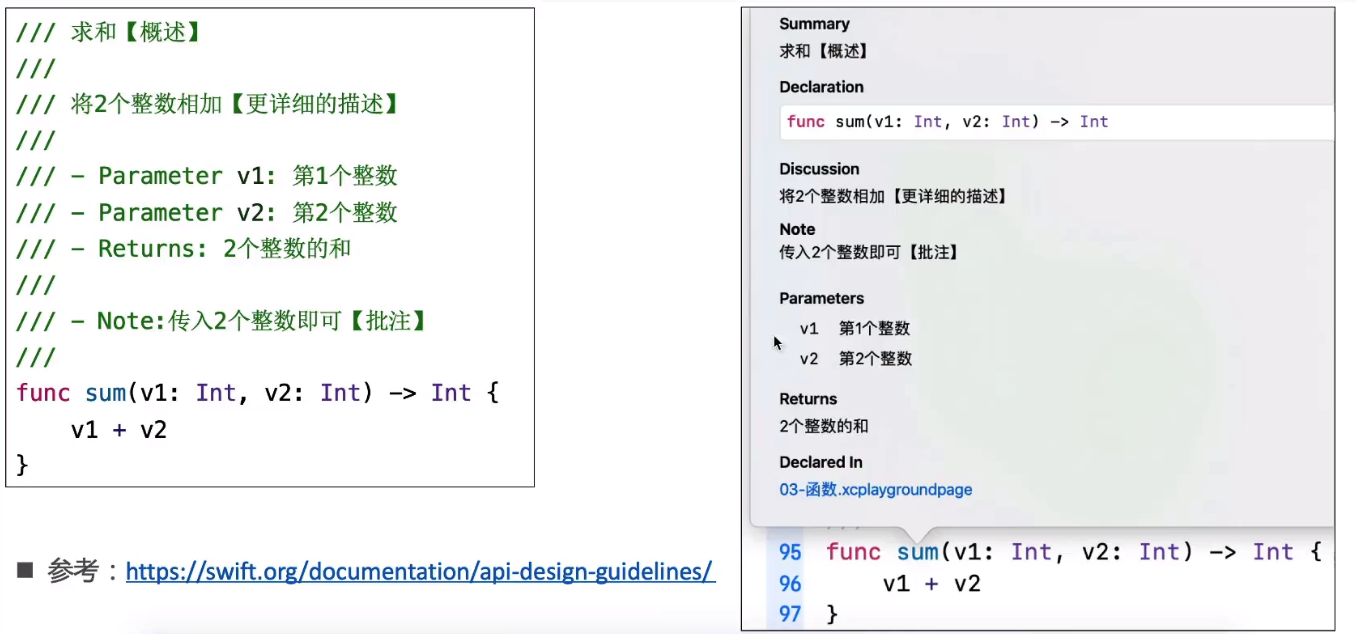 /// 求和【概述】
///
/// 将2个整数相加【更详细的描述】
///
/// - Parameter v1: 第1个整数
/// - Parameter v2: 第2个整数
/// - Returns: 2个整数的和
///
/// - Note:传入2个整数即可【批注】
///
func sum(v1: Int, v2: Int) -> Int {
    v1 + v2
}
■ 参考：https://swift.org/documentation/api-design-guidelines/
Summary
求和【概述】
Declaration
func sum(v1: Int, v2: Int) -> Int
Discussion
将2个整数相加【更详细的描述】
Note
传入2个整数即可【批注】
Parameters
v1 第1个整数
v2 第2个整数
Returns
2个整数的和
Declared In
03-函数.xcplaygroundpage
95 func sum(v1: Int, v2: Int) -> Int {
96     v1 + v2
97 }